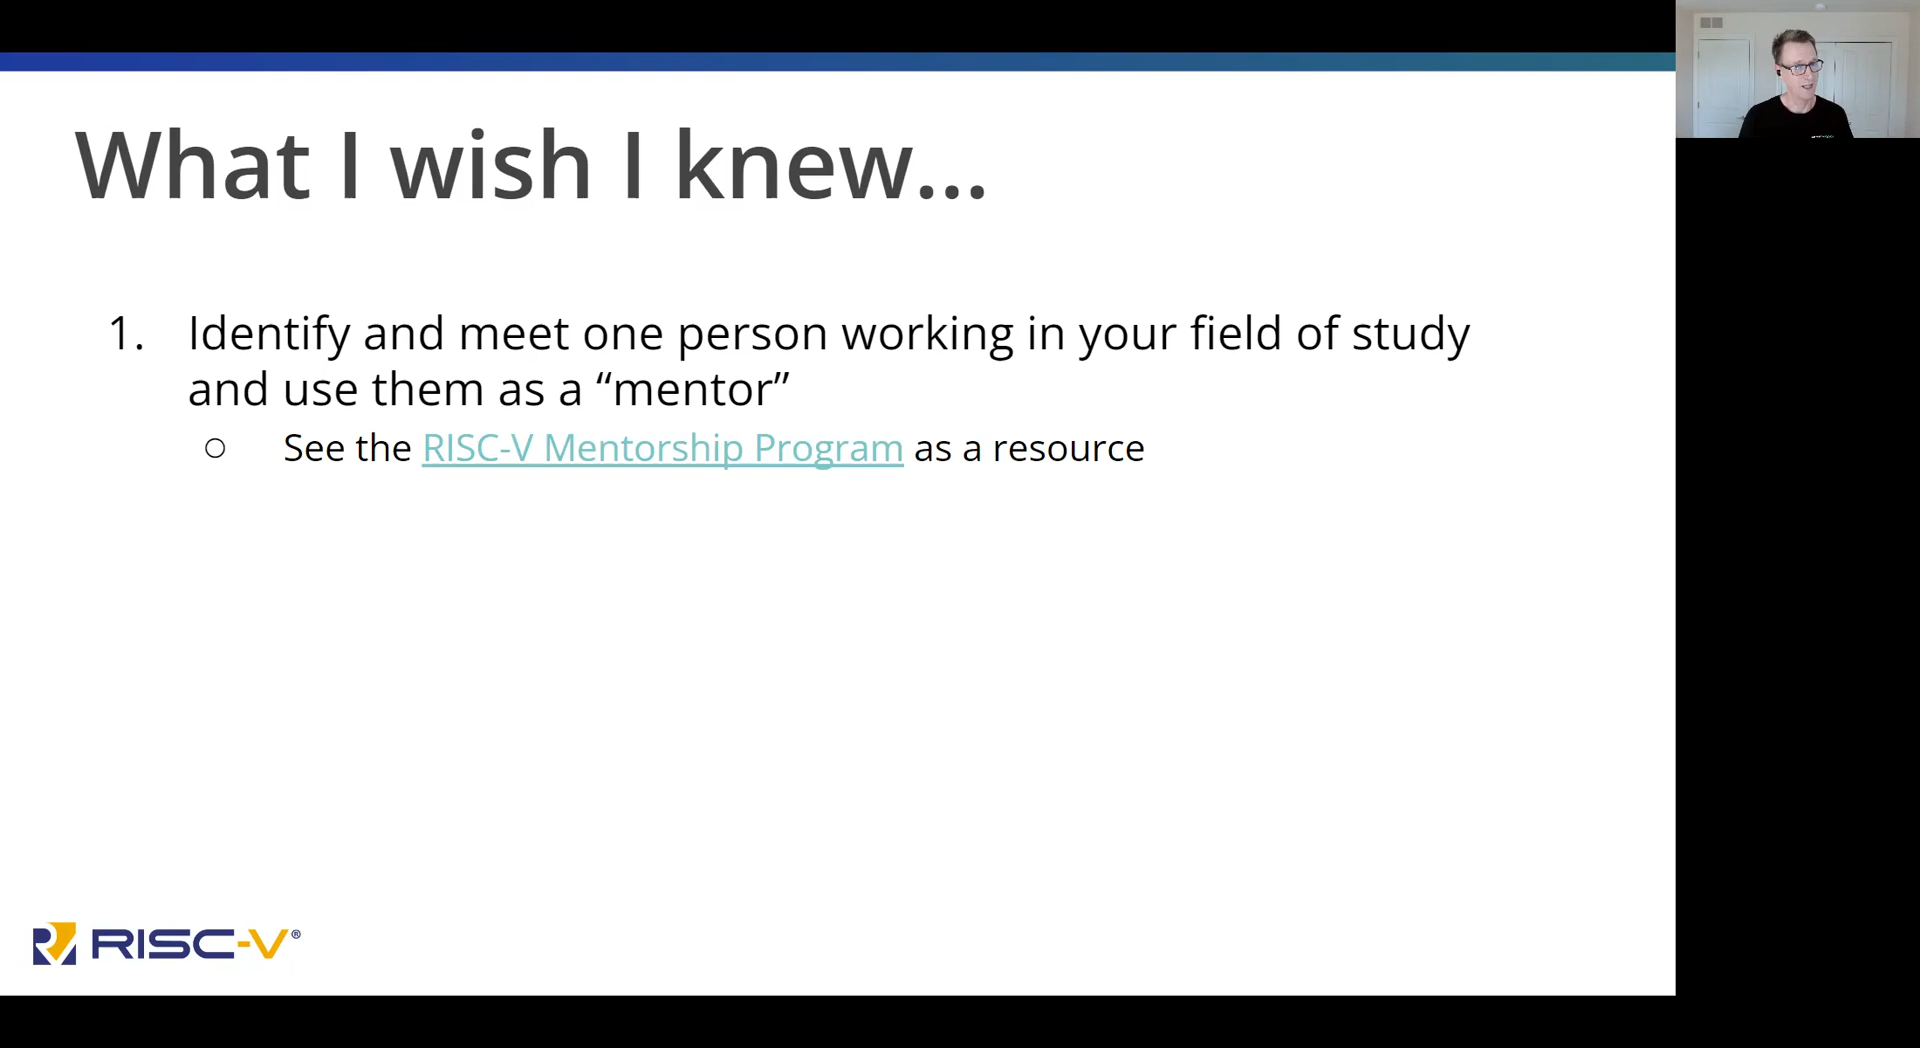 What I wish I knew...
1. Identify and meet one person working in your field of study
and use them as a “mentor”
○ See the RISC-V Mentorship Program as a resource
RISC-V®